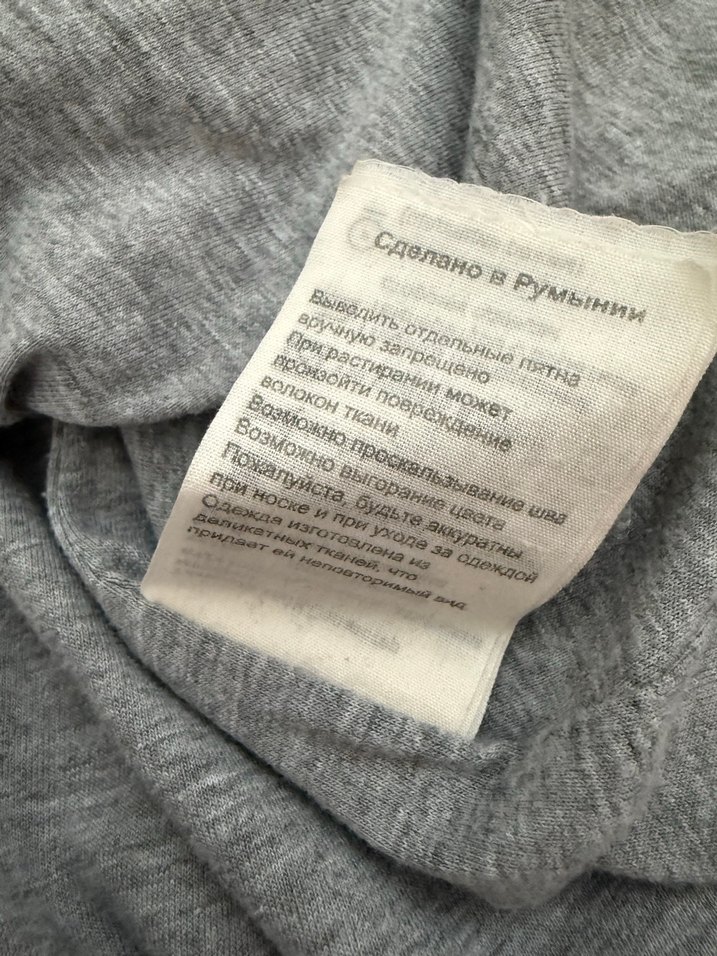 Сделано в Румынии
Выводить отдельные пятна
вручную запрещено
При растирании может
произойти повреждение
волокон ткани
Возможно проскальзывание шва
Возможно выгорание цвета
Пожалуйста, будьте аккуратны
при носке и при уходе за одеждой
Одежда изготовлена из
деликатных тканей, что
придает ей неповторимый вид